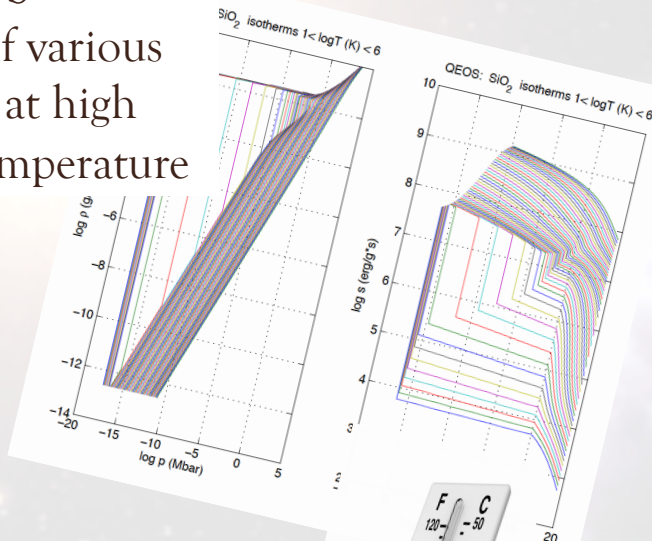 f various
at high
mperature
SiO2 isotherms 1< logT (K) < 6
log ρ (g
−6
−8
−10
−12
−14
−20
−15
−10
−5
0
5
log p (Mbar)
QEOS: SiO2 isotherms 1< logT (K) < 6
10
9
8
7
6
5
4
3
log s (erg/g*s)
20
F C
120
50